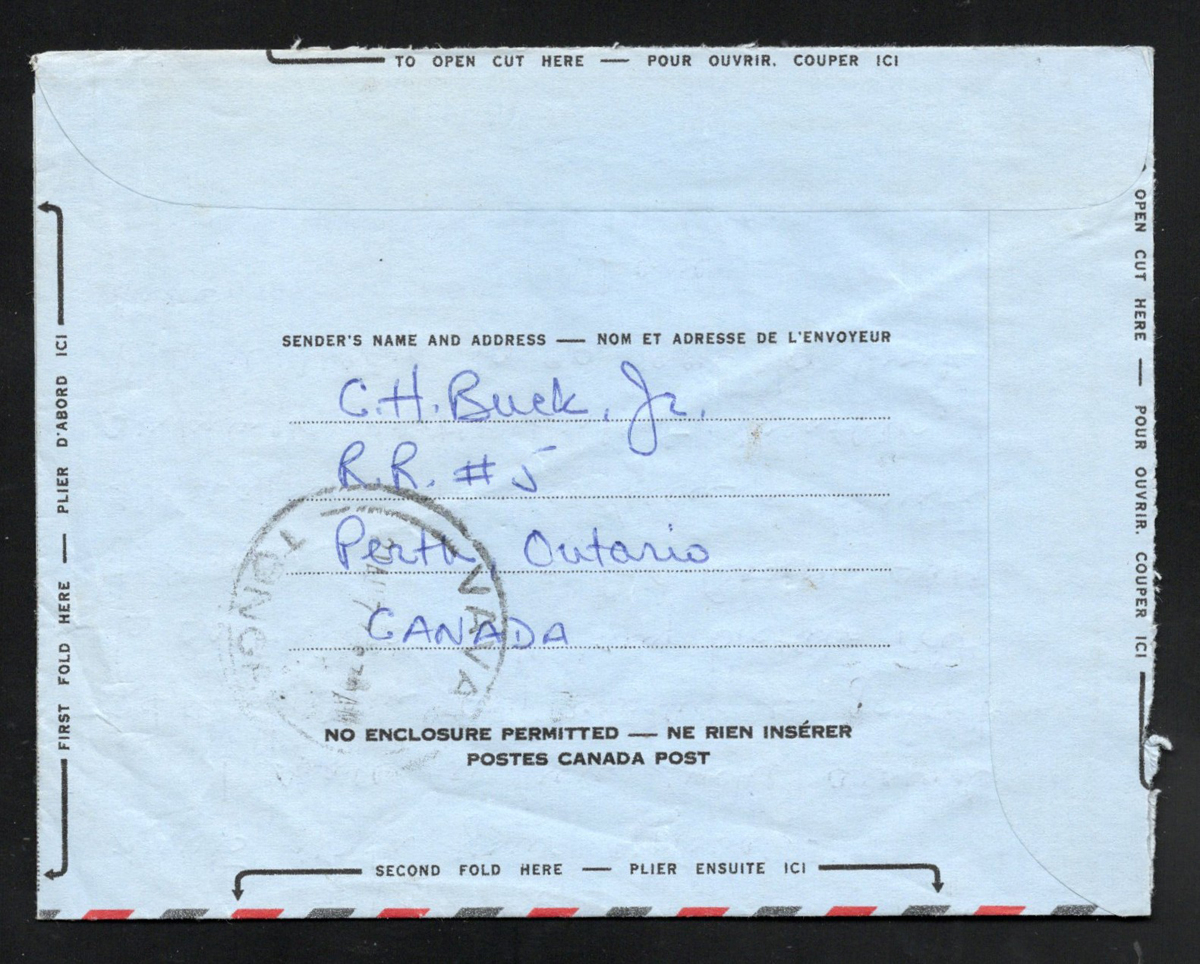 TO OPEN CUT HERE — POUR OUVRIR. COUPER ICI
OPEN CUT HERE — POUR OUVRIR. COUPER ICI
FIRST FOLD HERE — PLIER D'ABORD ICI
SENDER'S NAME AND ADDRESS — NOM ET ADRESSE DE L'ENVOYEUR
C.H. Buck, Jr.
R.R. #5
Perth, Ontario
CANADA
VAVA
TONG
NO ENCLOSURE PERMITTED — NE RIEN INSÉRER
POSTES CANADA POST
SECOND FOLD HERE — PLIER ENSUITE ICI